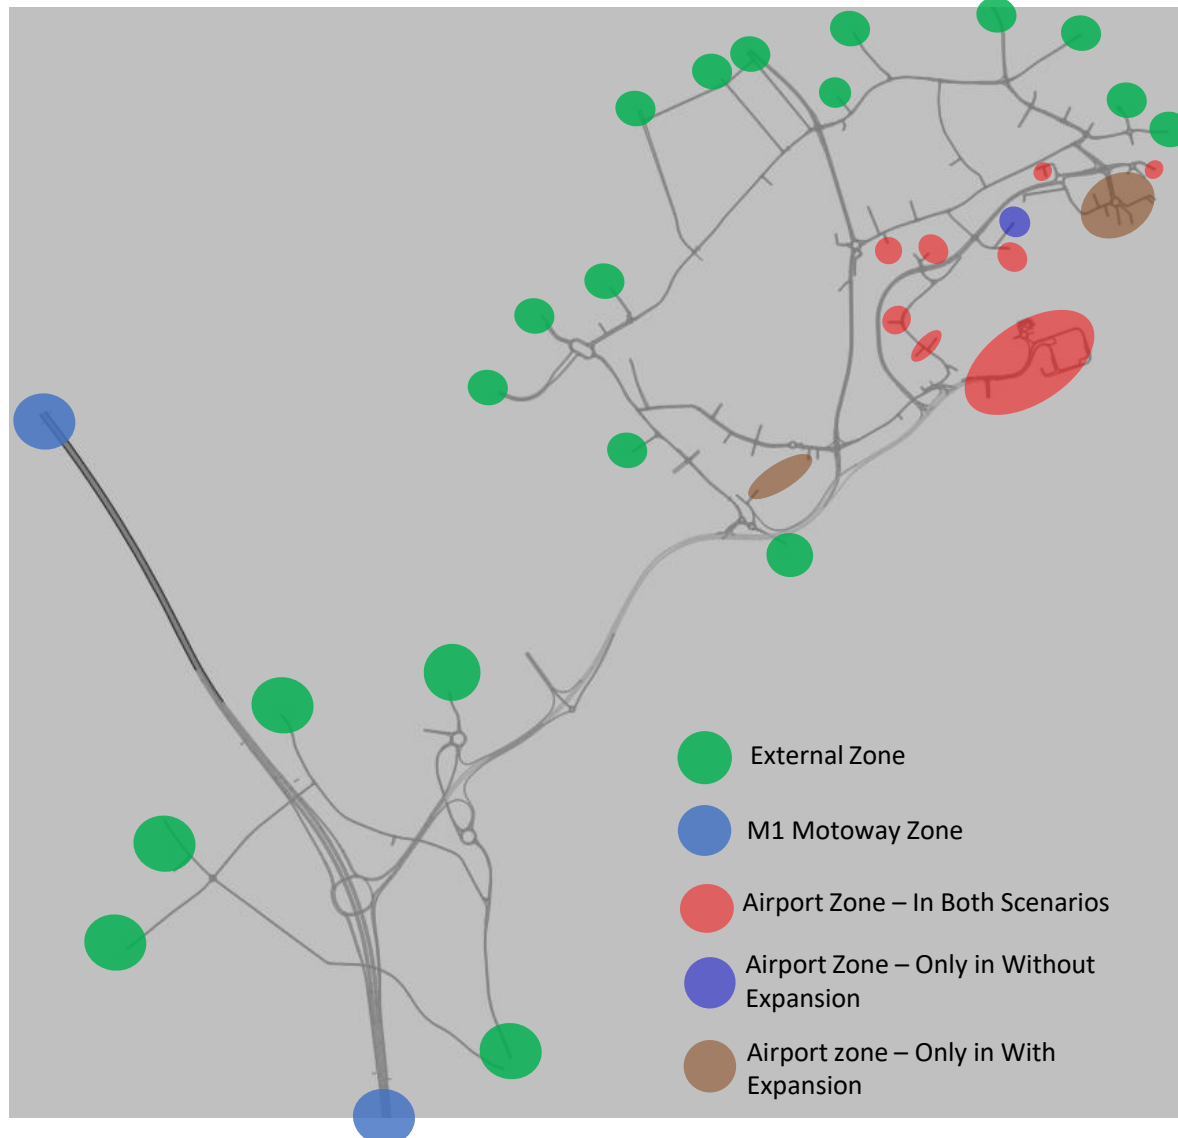 External Zone
M1 Motoway Zone
Airport Zone – In Both Scenarios
Airport Zone – Only in Without
Expansion
Airport zone – Only in With
Expansion